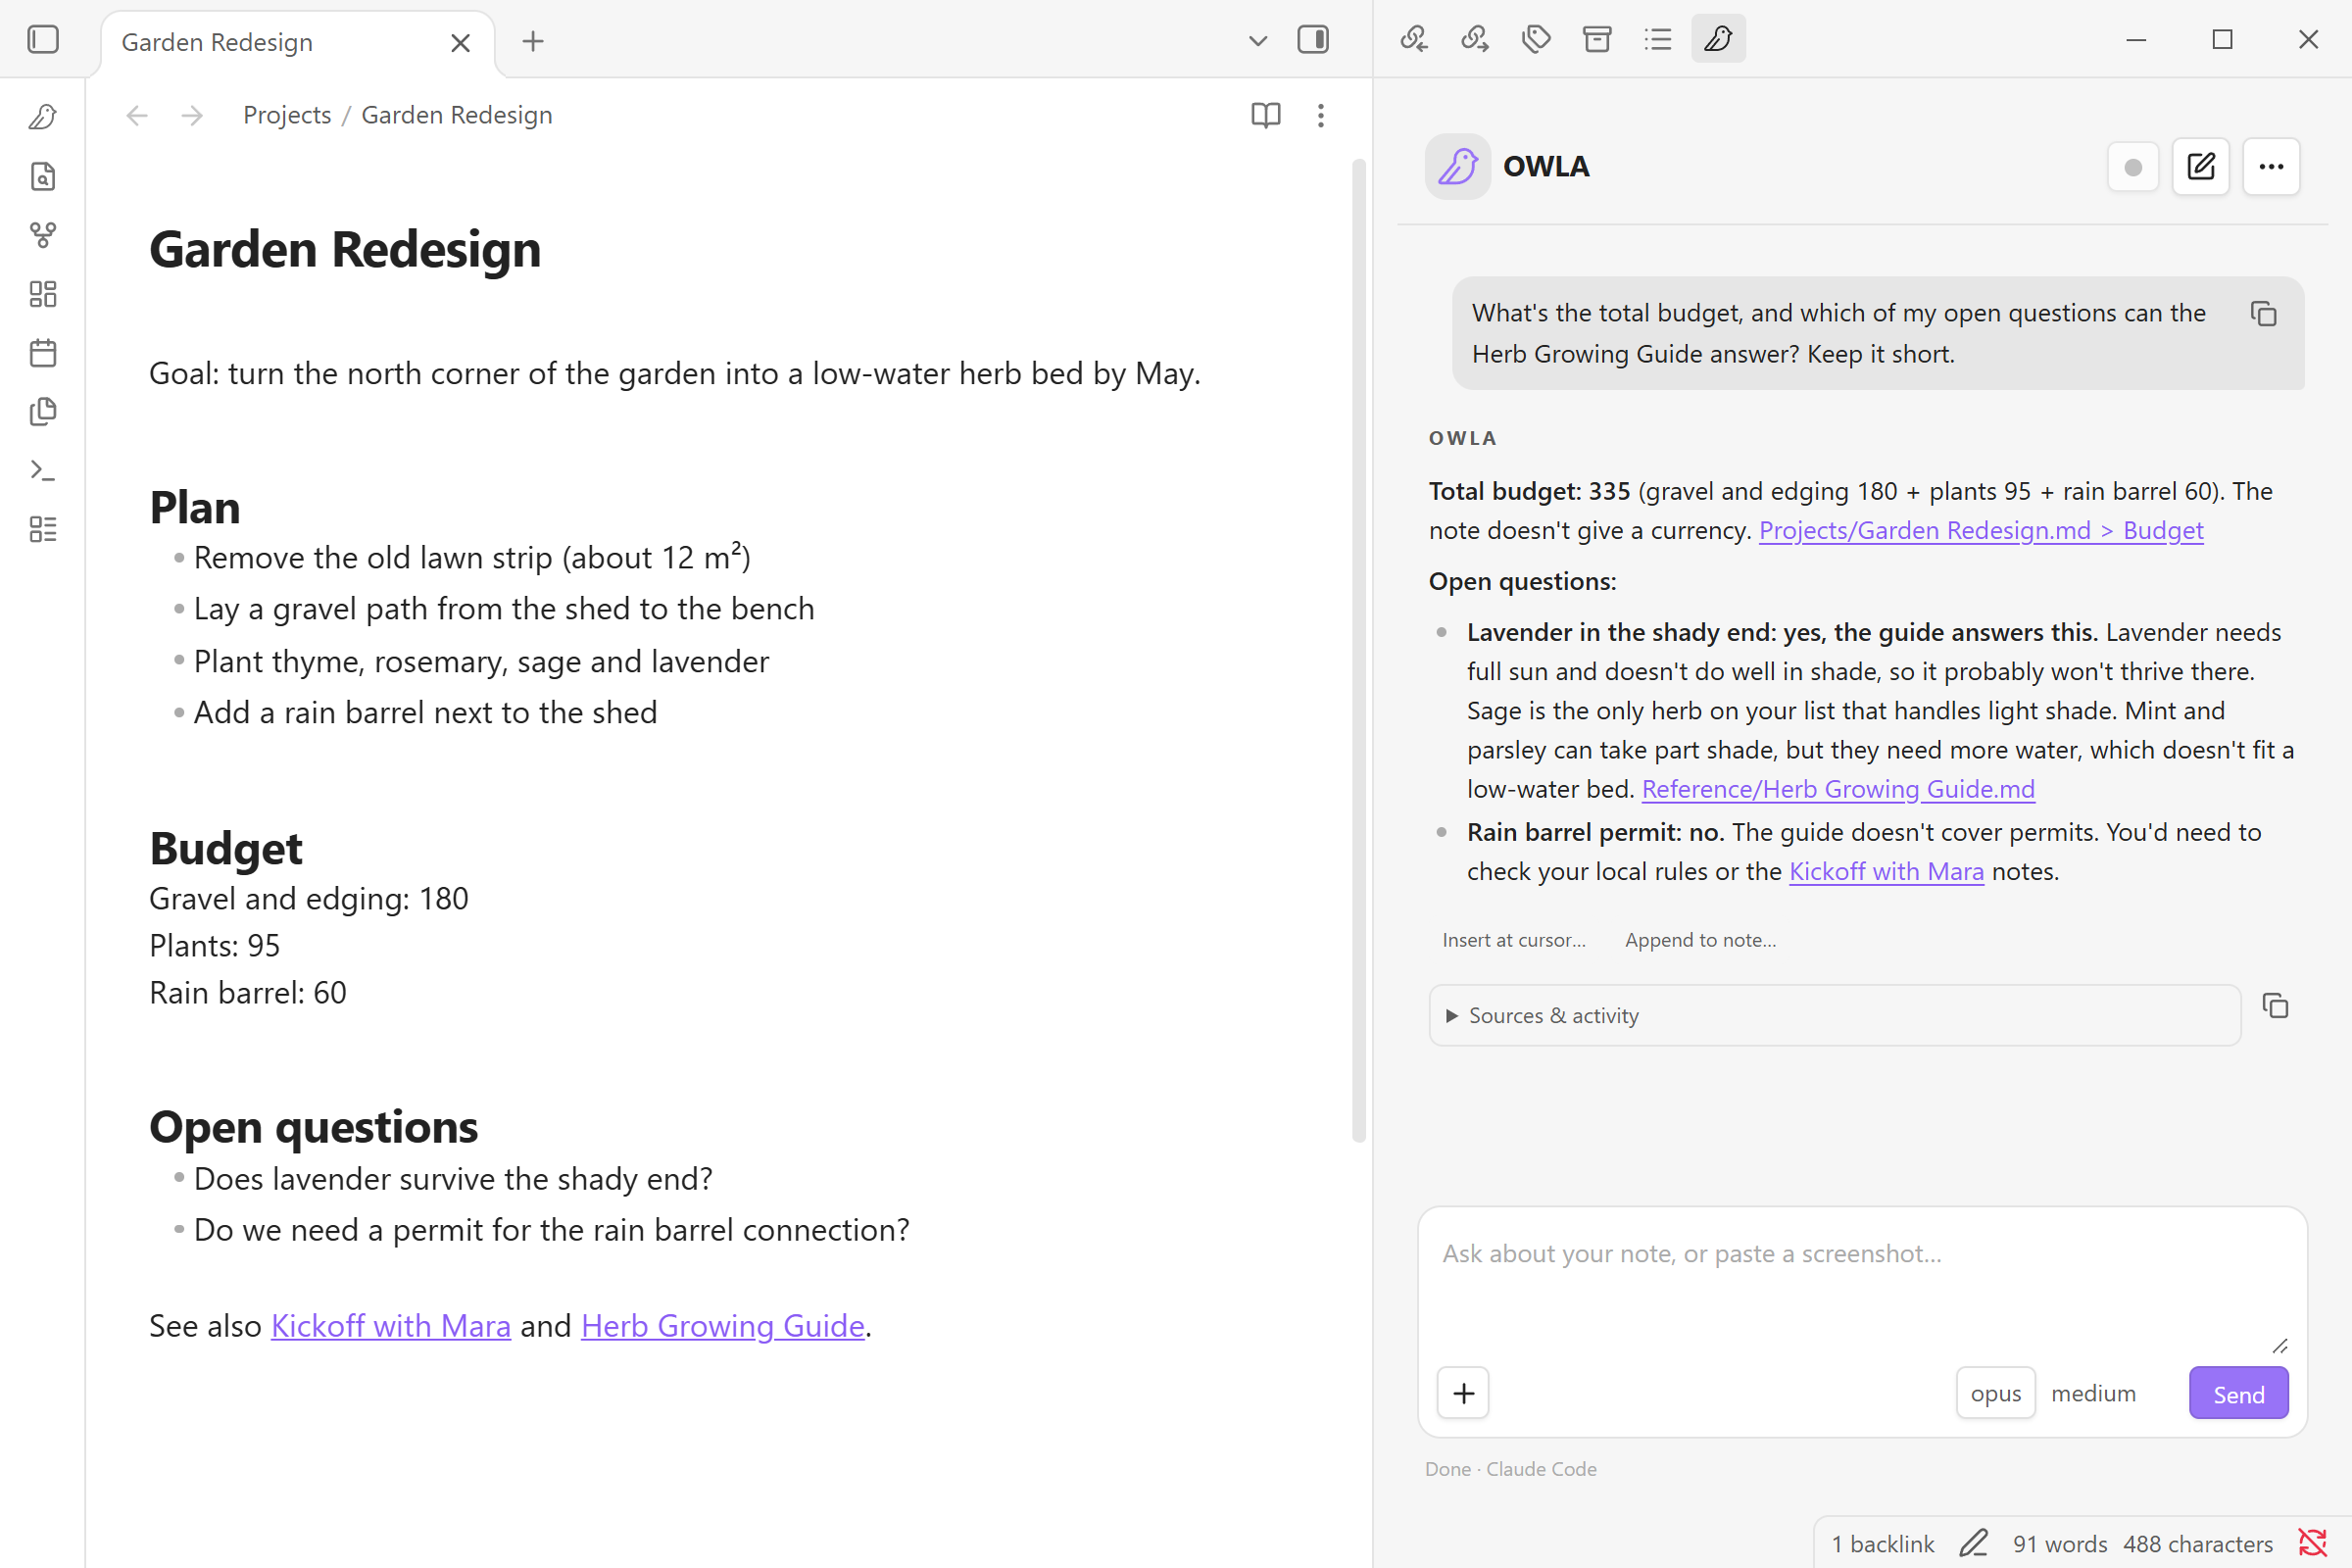 Garden Redesign
Projects / Garden Redesign
Garden Redesign
Goal: turn the north corner of the garden into a low-water herb bed by May.
Plan
Remove the old lawn strip (about 12 m²)
Lay a gravel path from the shed to the bench
Plant thyme, rosemary, sage and lavender
Add a rain barrel next to the shed
Budget
Gravel and edging: 180
Plants: 95
Rain barrel: 60
Open questions
Does lavender survive the shady end?
Do we need a permit for the rain barrel connection?
See also Kickoff with Mara and Herb Growing Guide.
OWLA
What's the total budget, and which of my open questions can the
Herb Growing Guide answer? Keep it short.
OWLA
Total budget: 335 (gravel and edging 180 + plants 95 + rain barrel 60). The
note doesn't give a currency. Projects/Garden Redesign.md > Budget
Open questions:
Lavender in the shady end: yes, the guide answers this. Lavender needs
full sun and doesn't do well in shade, so it probably won't thrive there.
Sage is the only herb on your list that handles light shade. Mint and
parsley can take part shade, but they need more water, which doesn't fit a
low-water bed. Reference/Herb Growing Guide.md
Rain barrel permit: no. The guide doesn't cover permits. You'd need to
check your local rules or the Kickoff with Mara notes.
Insert at cursor... Append to note...
Sources & activity
Ask about your note, or paste a screenshot...
opus medium Send
Done · Claude Code
1 backlink 91 words 488 characters